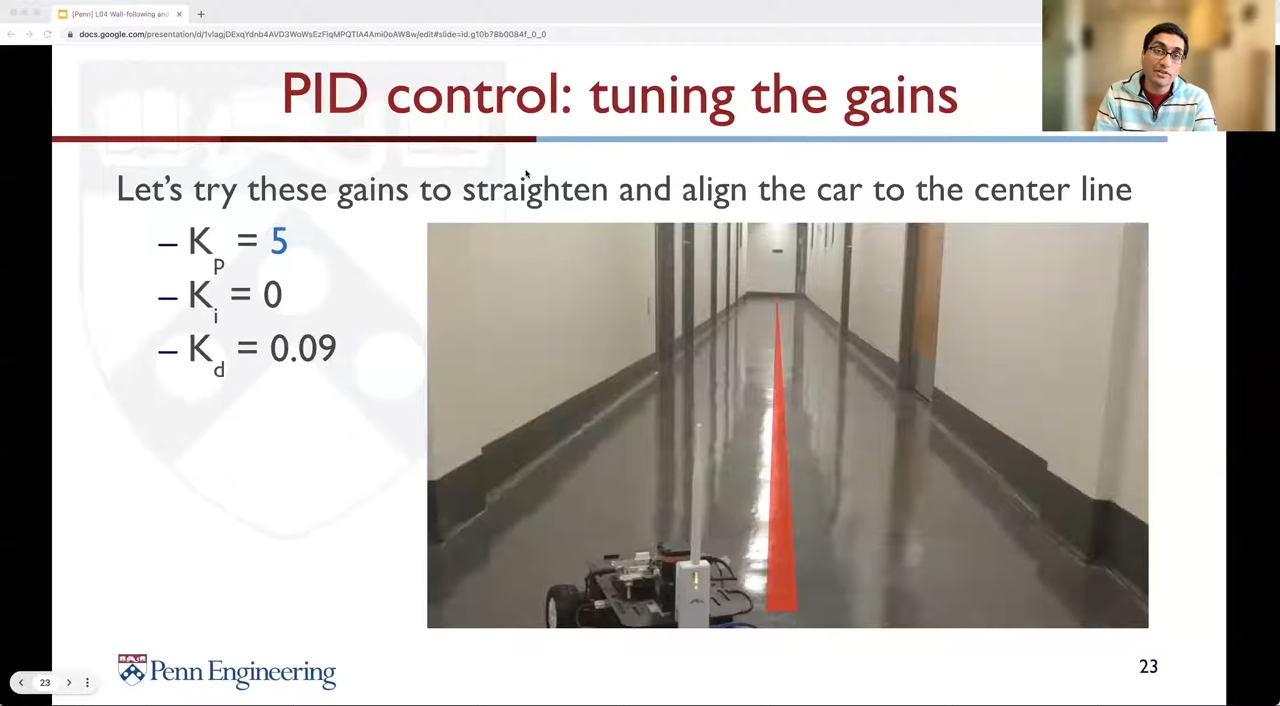 [Penn] L04 Wall-following and
docs.google.com/presentation/d/1vlagjDExqYdnb4AVD3WoWsEzFiqMPQTIA4Ami0oAW8w/edit#slide=id.g10b78b0084f_0_0
PID control: tuning the gains
Let's try these gains to straighten and align the car to the center line
– Kp = 5
– Ki = 0
– Kd = 0.09
Penn Engineering
23
23